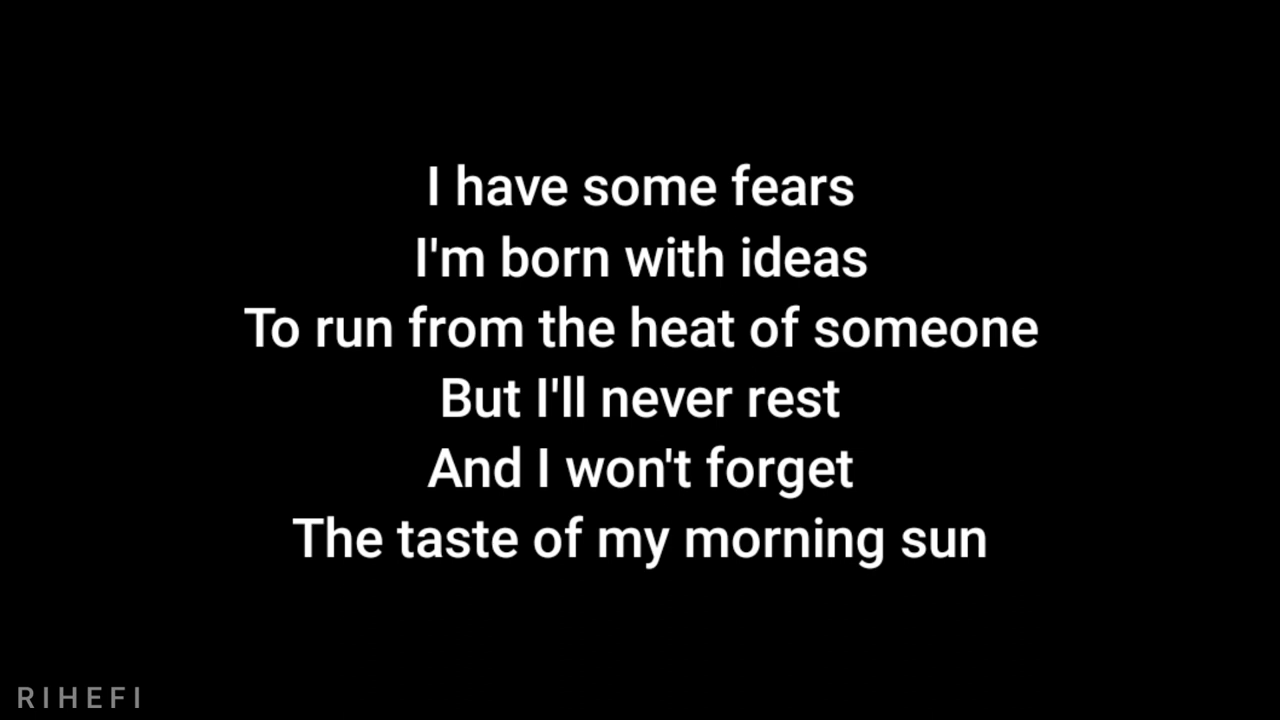 I have some fears
I'm born with ideas
To run from the heat of someone
But I'll never rest
And I won't forget
The taste of my morning sun
RIHEFI